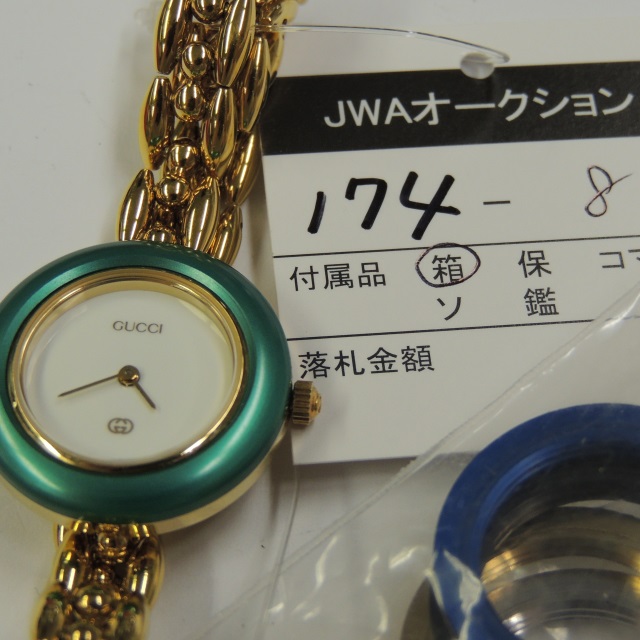 JWAオークション
174-8
付属品 箱 保 コ
ソ 鑑
落札金額
GUCCI